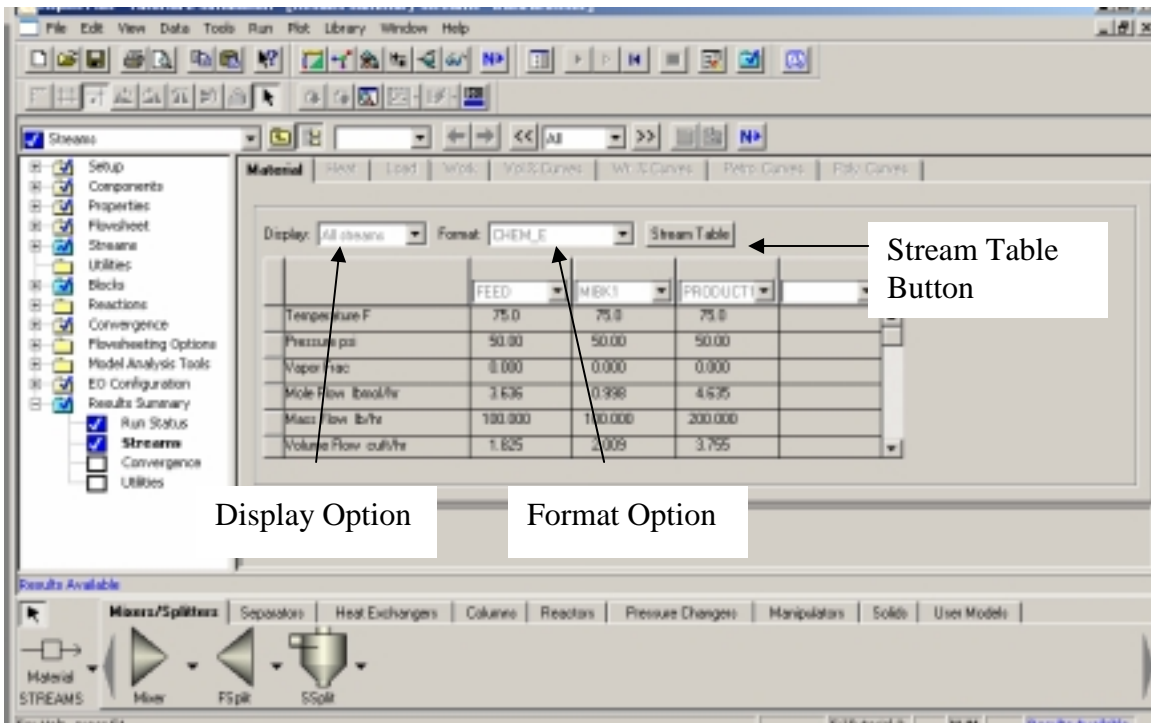 File Edit View Data Tools Run Plot Library Window Help
N>
Streams
<< All >> N>
Setup
Components
Properties
Flowsheet
Streams
Utilities
Blocks
Reactions
Convergence
Flowsheeting Options
Model Analysis Tools
EO Configuration
Results Summary
Run Status
Streams
Convergence
Utilities
Material Heat Load Work Vol.% Curves Wt. % Curves Petro. Curves Poly. Curves
Display: All streams Format: CHEM_E Stream Table
Stream Table
Button
FEED MIBK1 PRODUCT1
Temperature F 75.0 75.0 75.0
Pressure psi 50.00 50.00 50.00
Vapor Frac 0.000 0.000 0.000
Mole Flow lbmol/hr 3.636 0.998 4.635
Mass Flow lb/hr 100.000 100.000 200.000
Volume Flow cuft/hr 1.825 2.009 3.755
Display Option Format Option
Results Available
Mixers/Splitters Separators Heat Exchangers Columns Reactors Pressure Changers Manipulators Solids User Models
Material
STREAMS Mixer FSplit SSplit